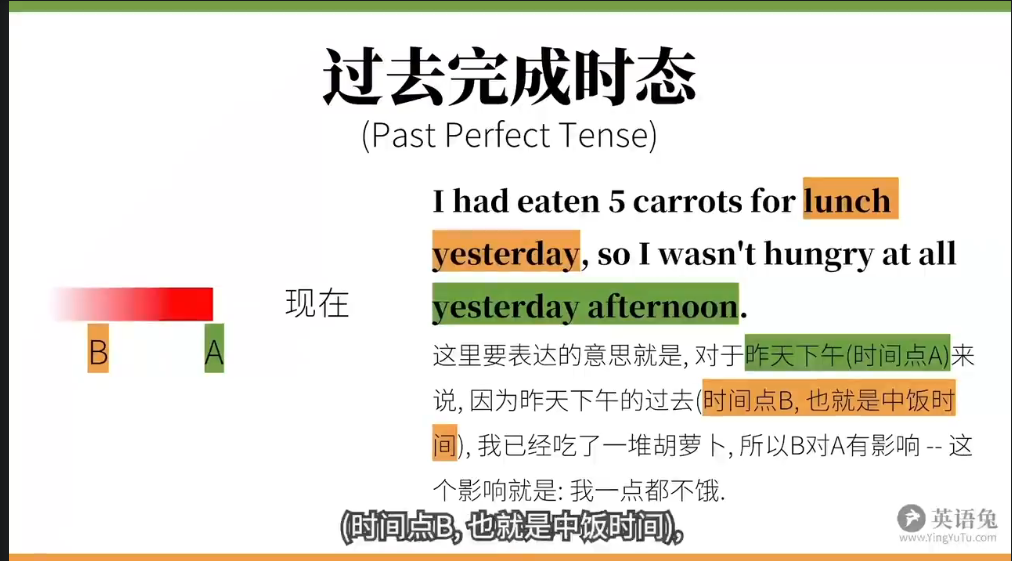 过去完成时态
(Past Perfect Tense)
I had eaten 5 carrots for lunch
yesterday, so I wasn't hungry at all
yesterday afternoon.
现在
B
A
这里要表达的意思就是, 对于昨天下午(时间点A)来
说, 因为昨天下午的过去(时间点B, 也就是中饭时
间), 我已经吃了一堆胡萝卜, 所以B对A有影响 -- 这
个影响就是: 我一点都不饿.
(时间点B, 也就是中饭时间),
英语兔
www.YingYuTu.com